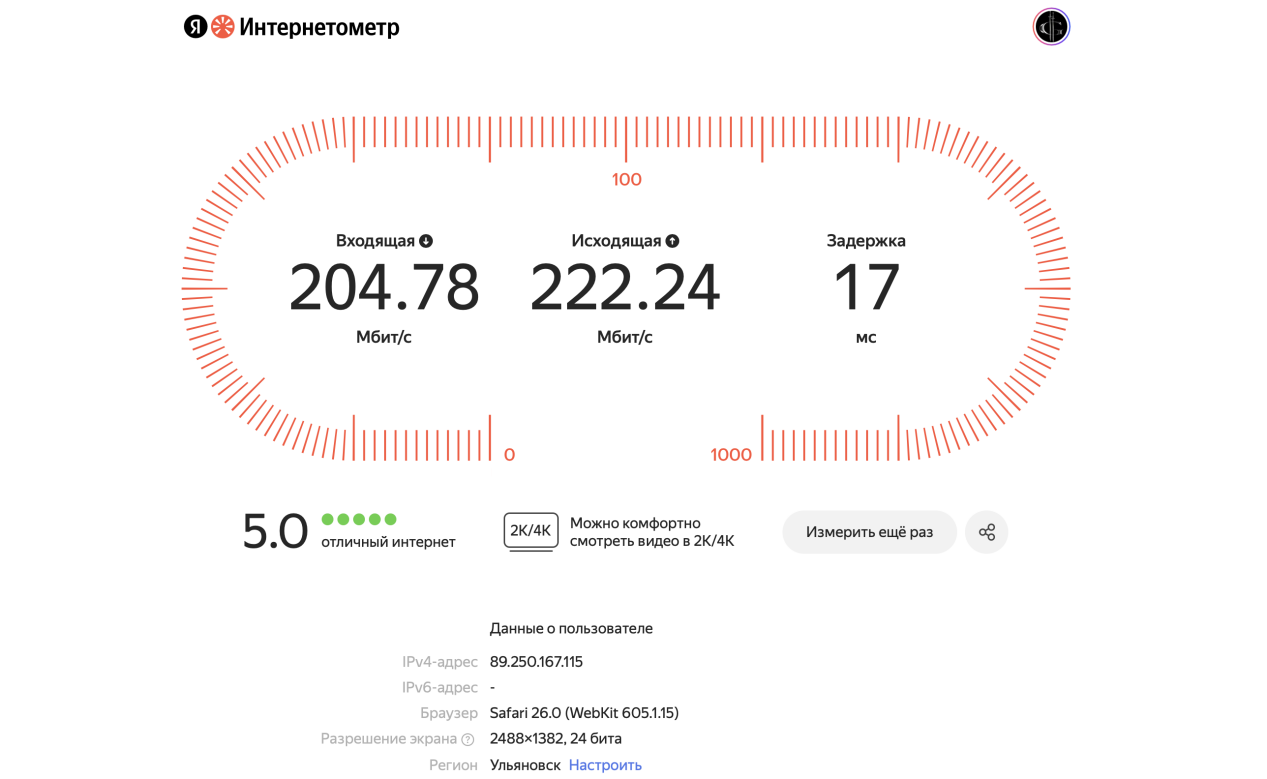 Я Интернетометр
100
Входящая Исходящая Задержка
204.78 222.24 17
Мбит/с Мбит/с мс
0 1000
5.0 отличный интернет
2K/4K Можно комфортно
смотреть видео в 2K/4K
Измерить ещё раз
Данные о пользователе
IPv4-адрес 89.250.167.115
IPv6-адрес -
Браузер Safari 26.0 (WebKit 605.1.15)
Разрешение экрана ? 2488×1382, 24 бита
Регион Ульяновск Настроить